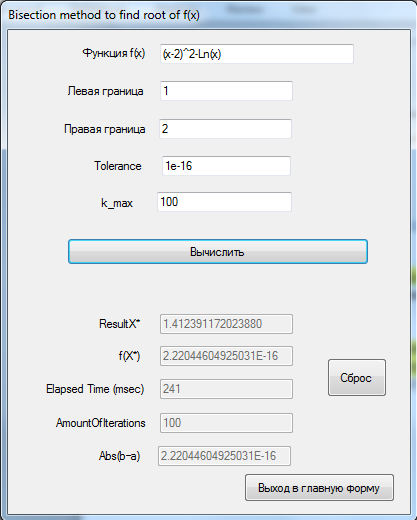 Bisection method to find root of f(x)
Функция f(x) (x-2)^2-Ln(x)
Левая граница 1
Правая граница 2
Tolerance 1e-16
k_max 100
Вычислить
ResultX* 1.412391172023880
f(X*) 2.22044604925031E-16
Сброс
Elapsed Time (msec) 241
AmountOfIterations 100
Abs(b-a) 2.22044604925031E-16
Выход в главную форму